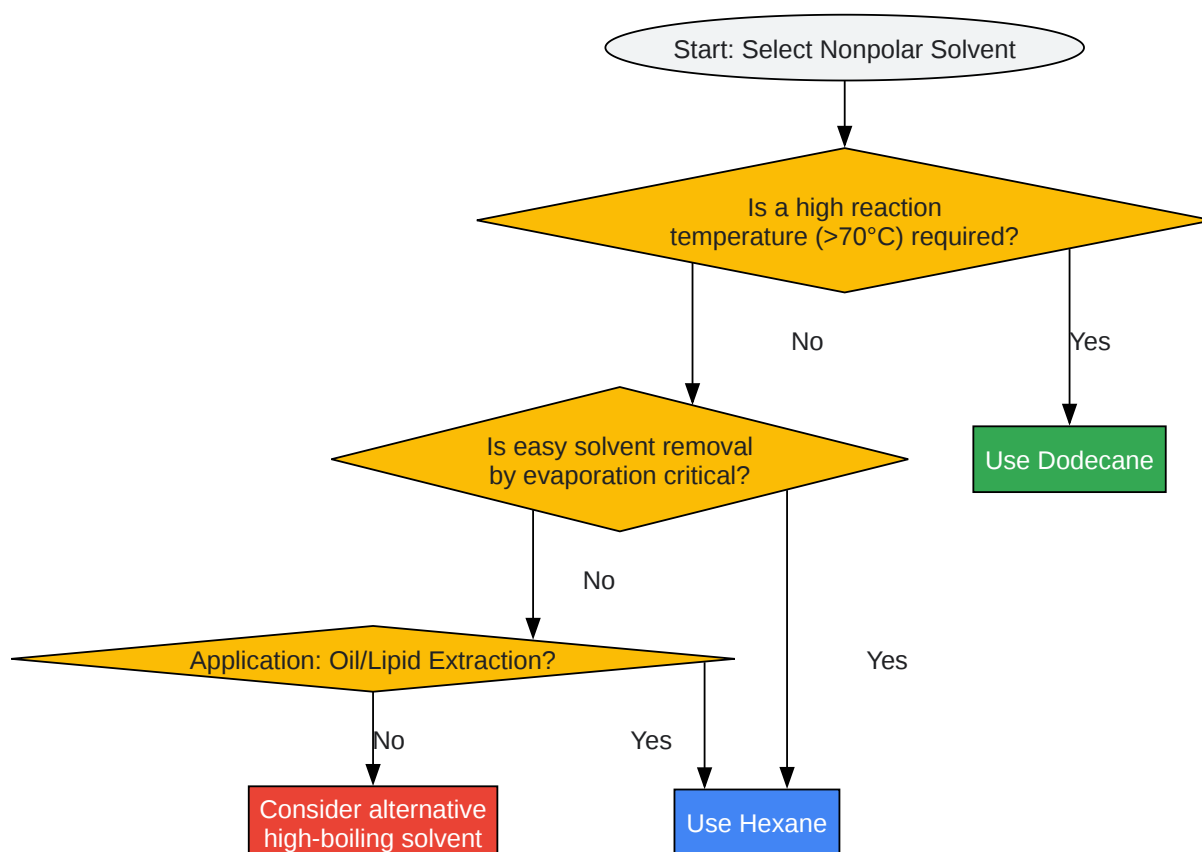 Start: Select Nonpolar Solvent
Is a high reaction
temperature (>70°C) required?
No
Yes
Is easy solvent removal
by evaporation critical?
Use Dodecane
No
Yes
Application: Oil/Lipid Extraction?
No
Yes
Consider alternative
high-boiling solvent
Use Hexane